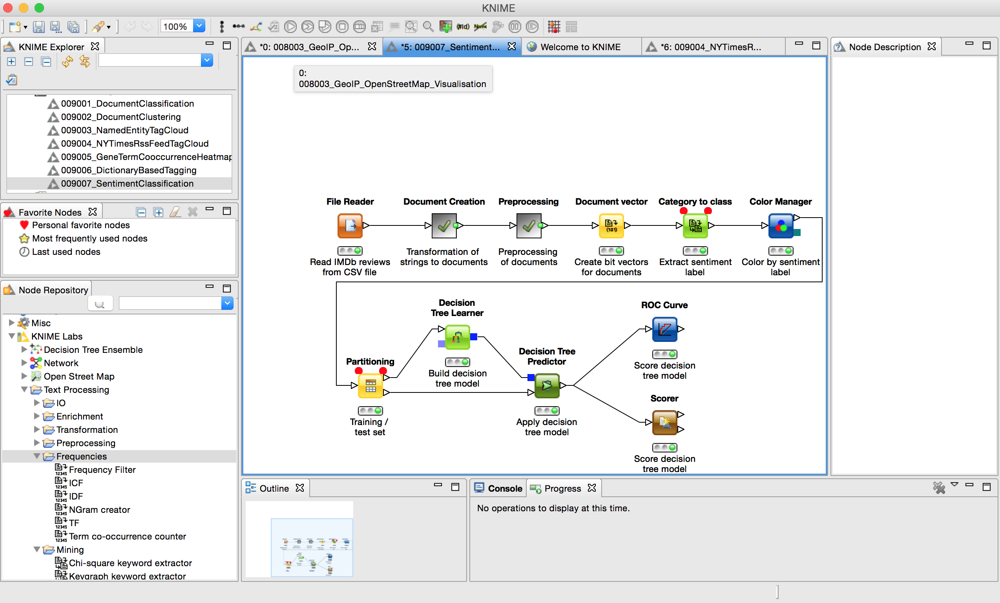 KNIME
100%
(#Id)
KNIME Explorer
*0: 008003_GeoIP_Op...
*5: 009007_Sentiment...
Welcome to KNIME
*6: 009004_NYTimesR...
Node Description
0:
008003_GeoIP_OpenStreetMap_Visualisation
009001_DocumentClassification
009002_DocumentClustering
009003_NamedEntityTagCloud
009004_NYTimesRssFeedTagCloud
009005_GeneTermCooccurrenceHeatmap
009006_DictionaryBasedTagging
009007_SentimentClassification
Favorite Nodes
Personal favorite nodes
Most frequently used nodes
Last used nodes
Node Repository
Misc
KNIME Labs
Decision Tree Ensemble
Network
Open Street Map
Text Processing
IO
Enrichment
Transformation
Preprocessing
Frequencies
Frequency Filter
ICF
IDF
NGram creator
TF
Term co-occurrence counter
Mining
Chi-square keyword extractor
Keygraph keyword extractor
File Reader
Read IMDb reviews
from CSV file
Document Creation
Transformation of
strings to documents
Preprocessing
Preprocessing
of documents
Document vector
Create bit vectors
for documents
Category to class
Extract sentiment
label
Color Manager
Color by sentiment
label
Partitioning
Training /
test set
Decision
Tree Learner
Build decision
tree model
Decision Tree
Predictor
Apply decision
tree model
ROC Curve
Score decision
tree model
Scorer
Score decision
tree model
Outline
Console
Progress
No operations to display at this time.